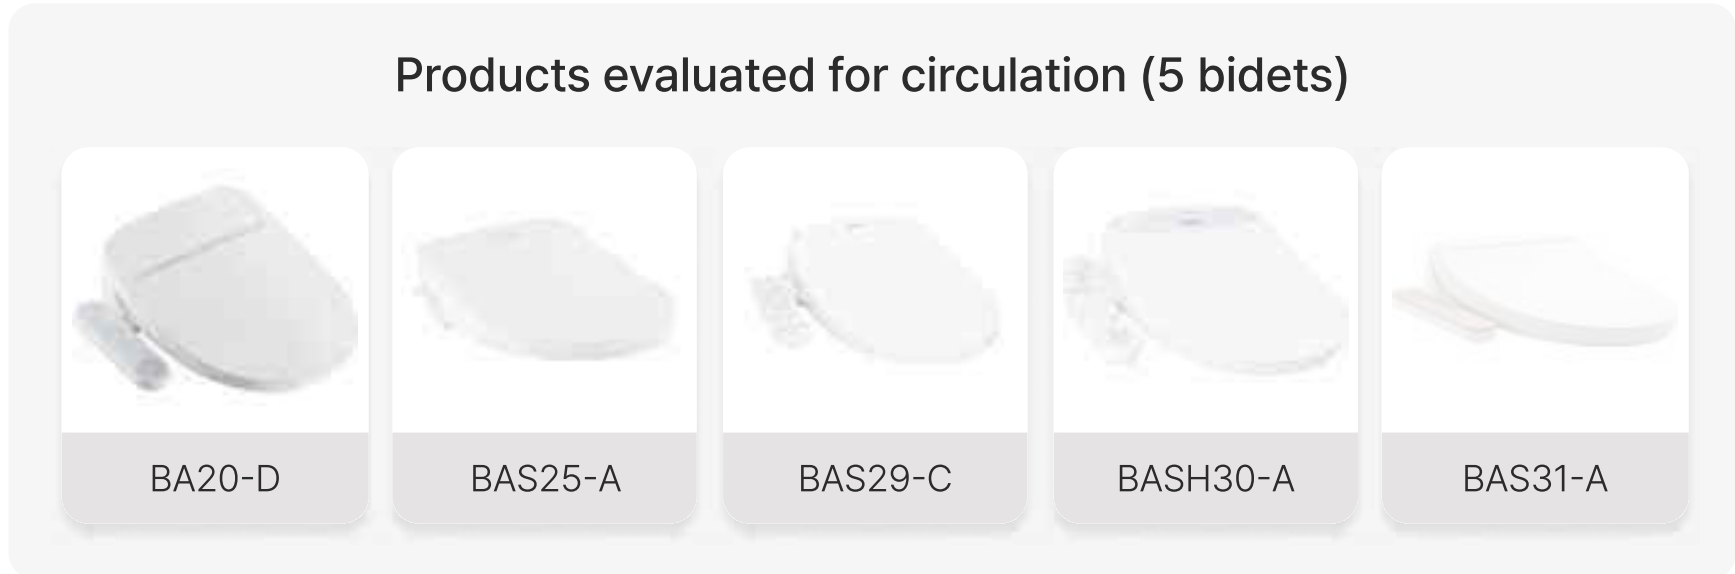 Products evaluated for circulation (5 bidets)
BA20-D
BAS25-A
BAS29-C
BASH30-A
BAS31-A